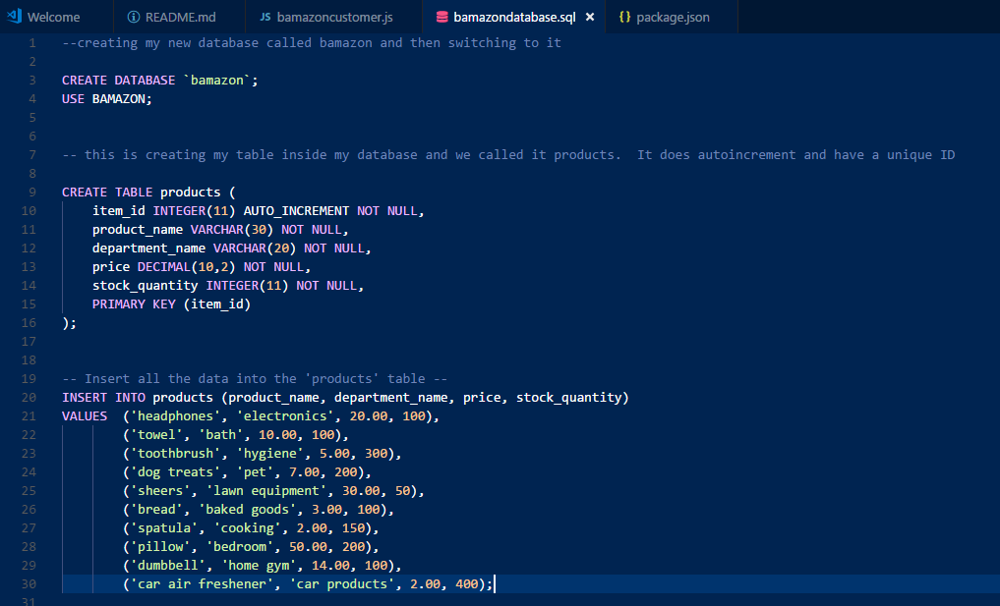 Welcome README.md JS bamazoncustomer.js bamazondatabase.sql × {} package.json
1 --creating my new database called bamazon and then switching to it
2
3 CREATE DATABASE `bamazon`;
4 USE BAMAZON;
5
6
7 -- this is creating my table inside my database and we called it products.  It does autoincrement and have a unique ID
8
9 CREATE TABLE products (
10     item_id INTEGER(11) AUTO_INCREMENT NOT NULL,
11     product_name VARCHAR(30) NOT NULL,
12     department_name VARCHAR(20) NOT NULL,
13     price DECIMAL(10,2) NOT NULL,
14     stock_quantity INTEGER(11) NOT NULL,
15     PRIMARY KEY (item_id)
16 );
17
18
19 -- Insert all the data into the 'products' table --
20 INSERT INTO products (product_name, department_name, price, stock_quantity)
21 VALUES  ('headphones', 'electronics', 20.00, 100),
22         ('towel', 'bath', 10.00, 100),
23         ('toothbrush', 'hygiene', 5.00, 300),
24         ('dog treats', 'pet', 7.00, 200),
25         ('sheers', 'lawn equipment', 30.00, 50),
26         ('bread', 'baked goods', 3.00, 100),
27         ('spatula', 'cooking', 2.00, 150),
28         ('pillow', 'bedroom', 50.00, 200),
29         ('dumbbell', 'home gym', 14.00, 100),
30         ('car air freshener', 'car products', 2.00, 400);
31